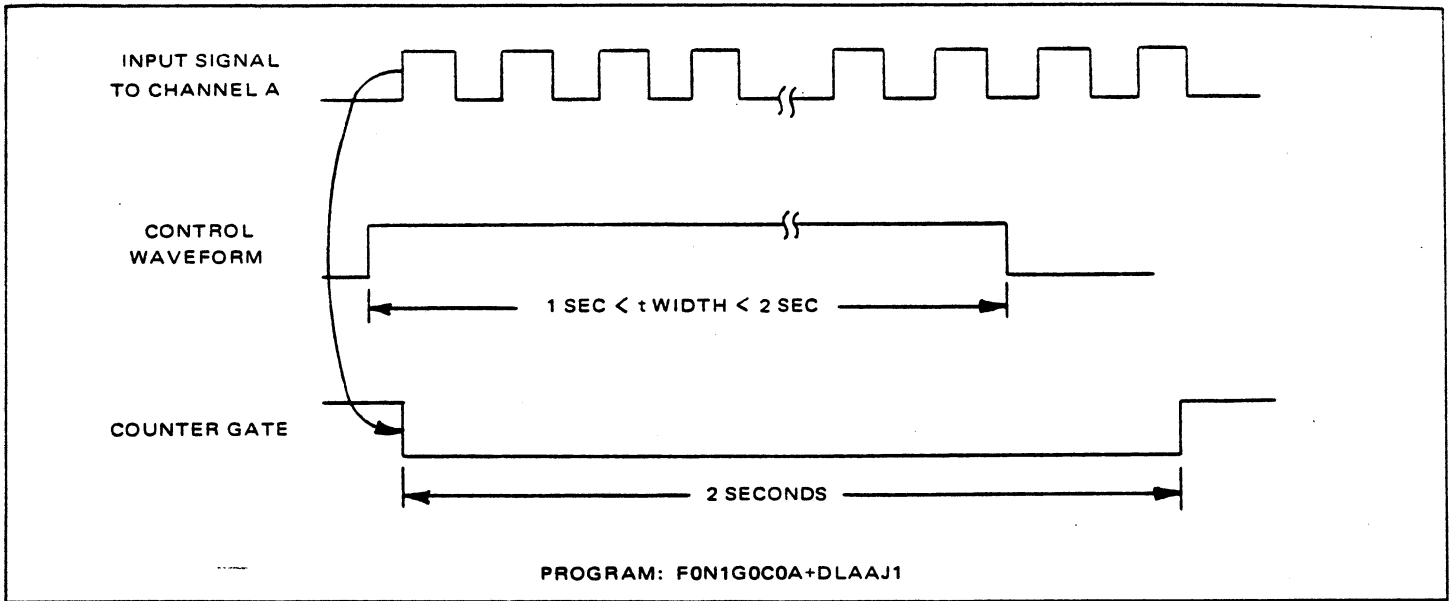 INPUT SIGNAL
TO CHANNEL A
CONTROL
WAVEFORM
1 SEC < t WIDTH < 2 SEC
COUNTER GATE
2 SECONDS
PROGRAM: F0N1G0C0A+DLAAJ1